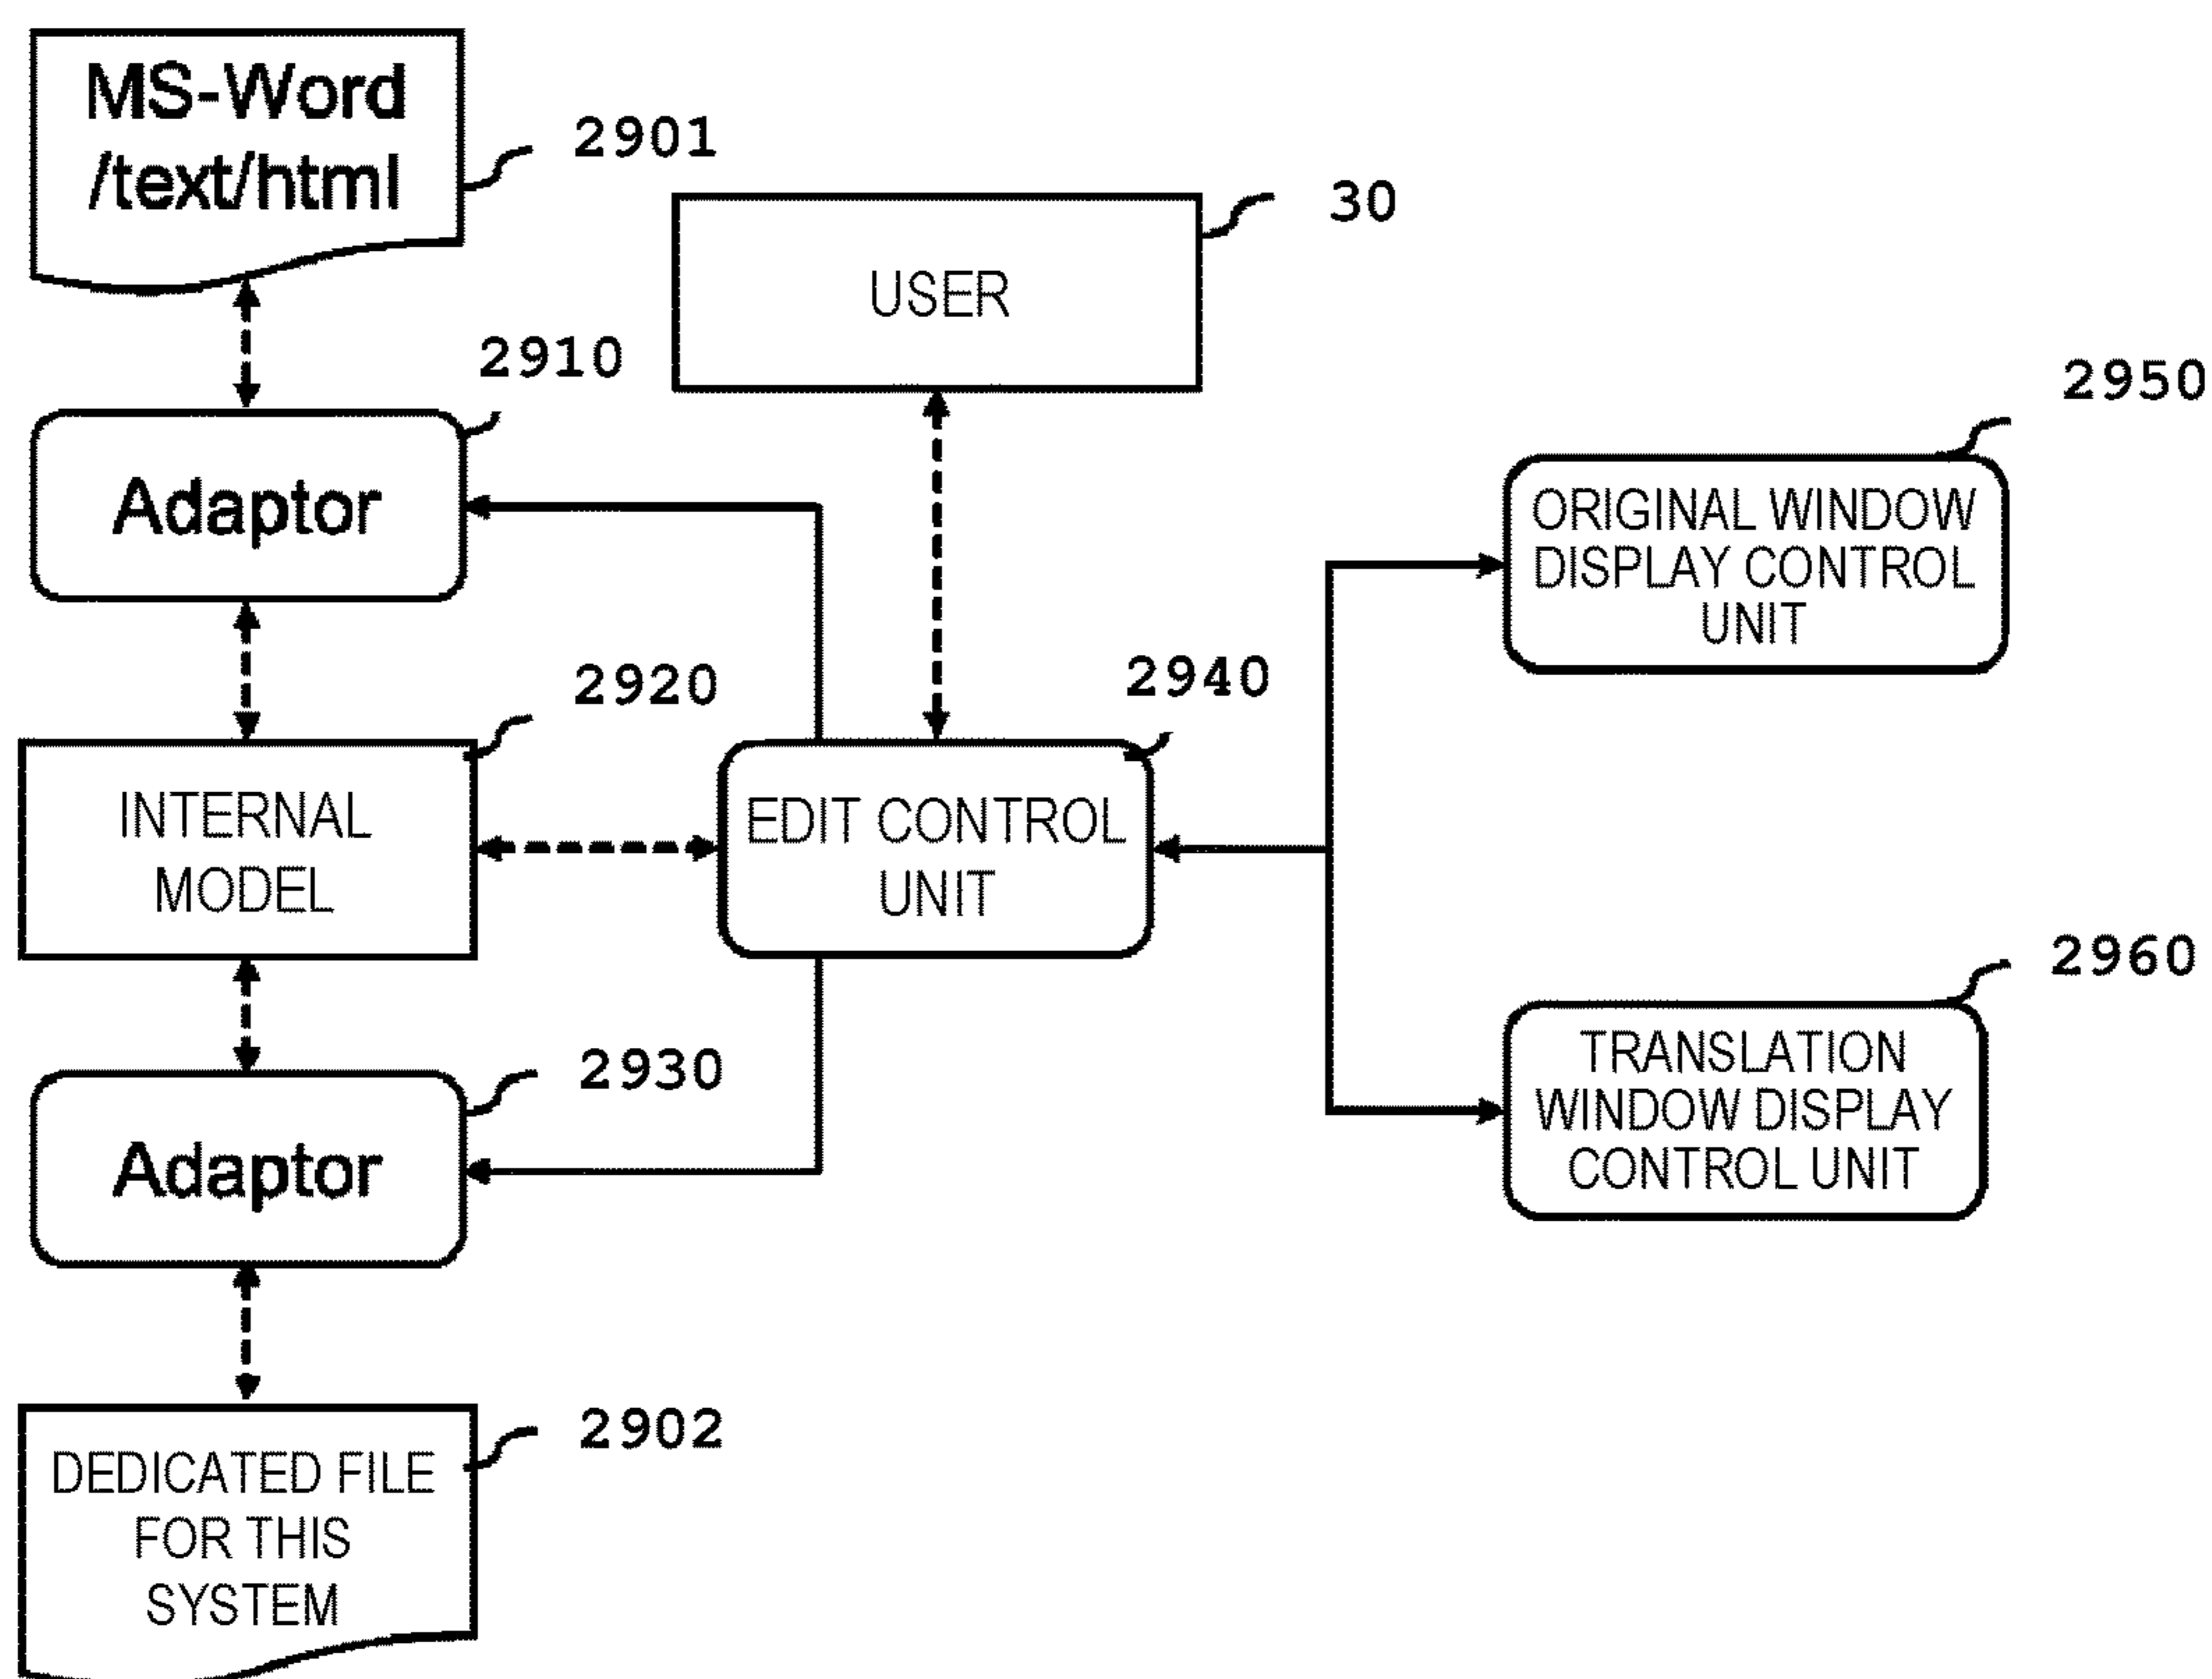 MS-Word
/text/html
2901
30
USER
2910
Adaptor
2950
ORIGINAL WINDOW
DISPLAY CONTROL
UNIT
2920
INTERNAL
MODEL
2940
EDIT CONTROL
UNIT
2960
TRANSLATION
WINDOW DISPLAY
CONTROL UNIT
2930
Adaptor
2902
DEDICATED FILE
FOR THIS
SYSTEM